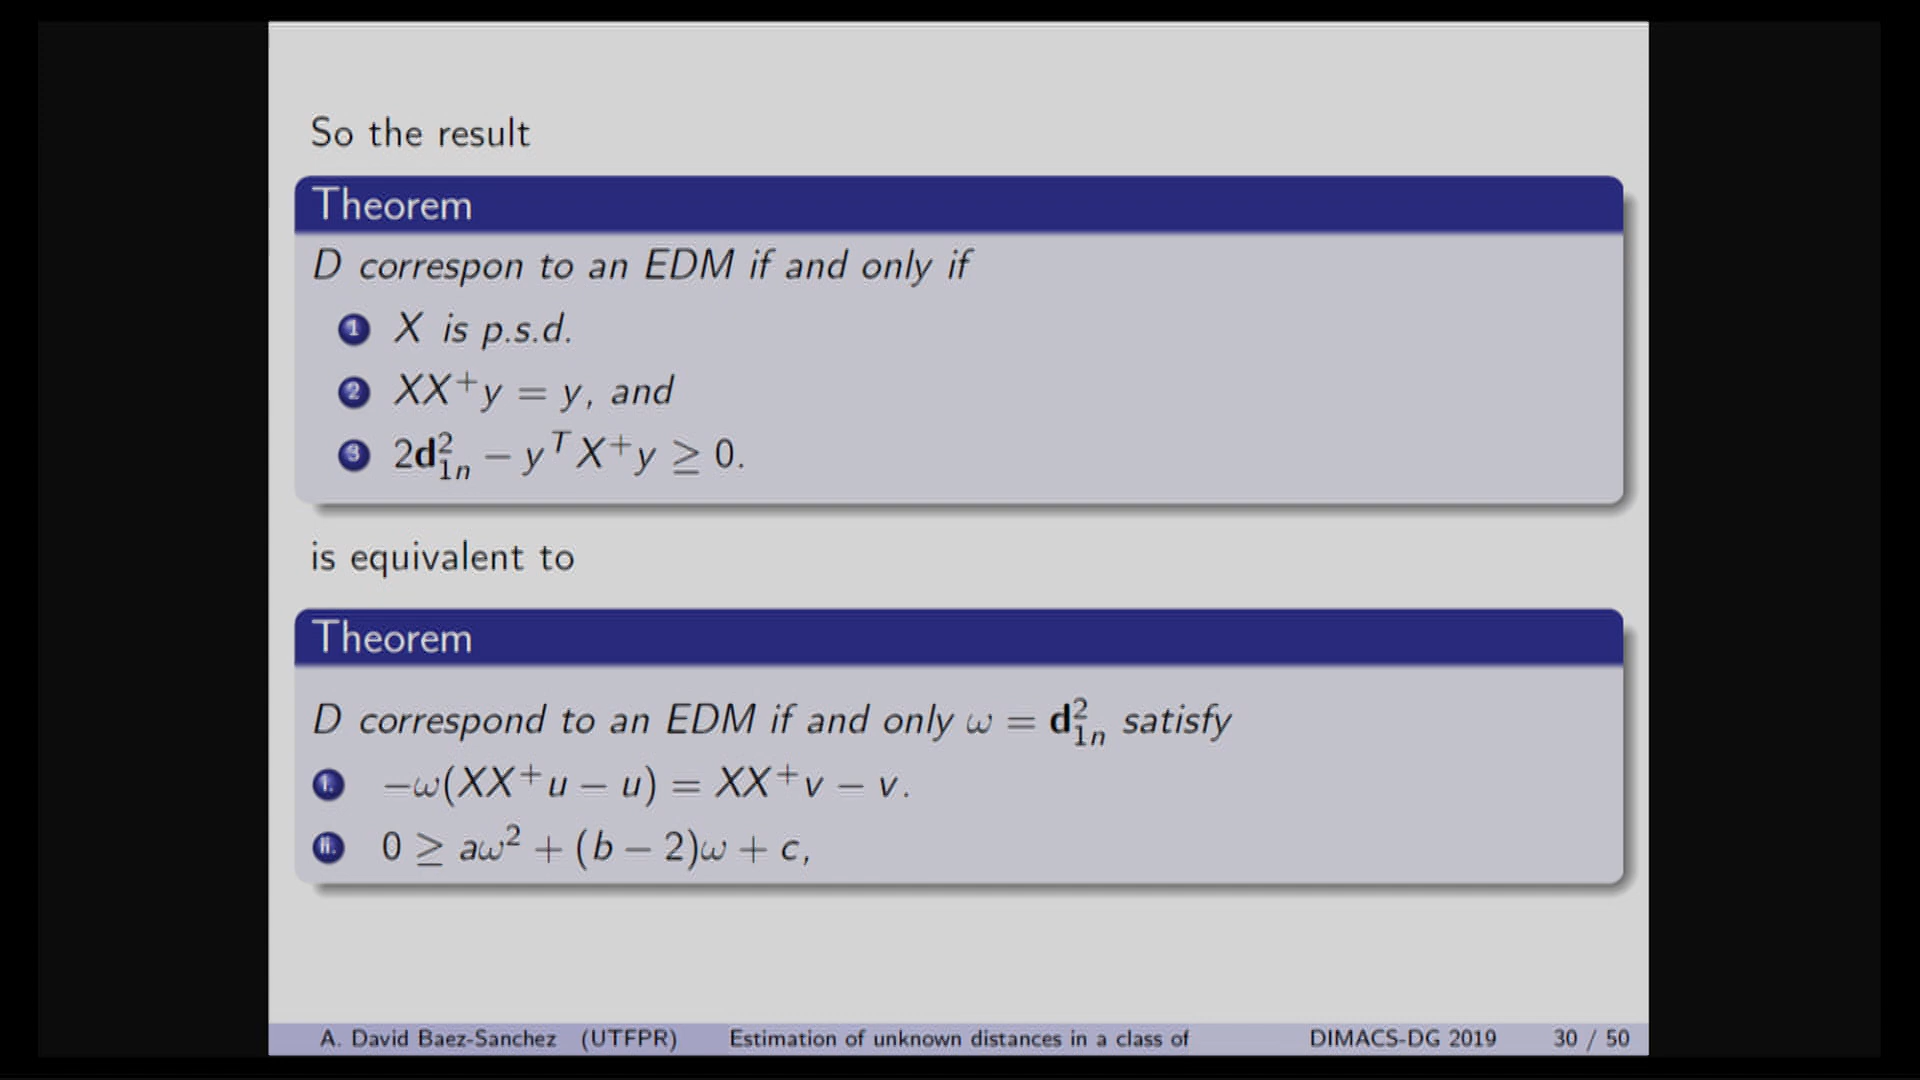 So the result
Theorem
D correspon to an EDM if and only if
1 X is p.s.d.
2 XX⁺y = y, and
3 2d²₁ₙ − yᵀX⁺y ≥ 0.
is equivalent to
Theorem
D correspond to an EDM if and only ω = d²₁ₙ satisfy
i. −ω(XX⁺u − u) = XX⁺v − v.
ii. 0 ≥ aω² + (b − 2)ω + c,
A. David Baez-Sanchez (UTFPR) Estimation of unknown distances in a class of DIMACS-DG 2019 30 / 50